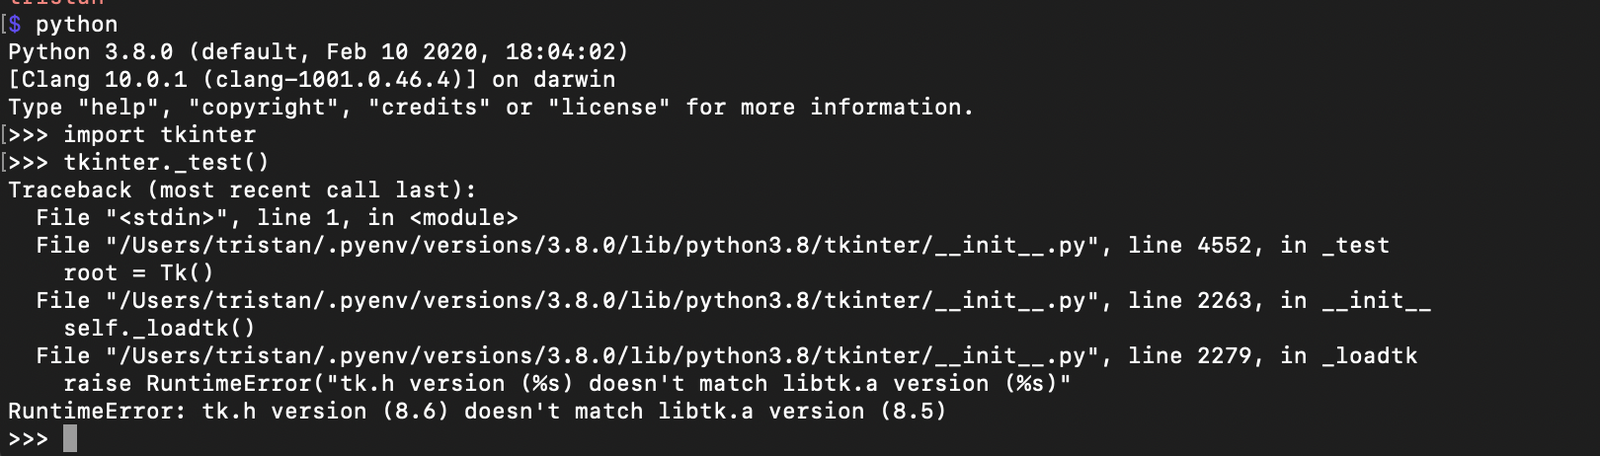 tristan
[$ python
Python 3.8.0 (default, Feb 10 2020, 18:04:02)
[Clang 10.0.1 (clang-1001.0.46.4)] on darwin
Type "help", "copyright", "credits" or "license" for more information.
[>>> import tkinter
[>>> tkinter._test()
Traceback (most recent call last):
  File "<stdin>", line 1, in <module>
  File "/Users/tristan/.pyenv/versions/3.8.0/lib/python3.8/tkinter/__init__.py", line 4552, in _test
    root = Tk()
  File "/Users/tristan/.pyenv/versions/3.8.0/lib/python3.8/tkinter/__init__.py", line 2263, in __init__
    self._loadtk()
  File "/Users/tristan/.pyenv/versions/3.8.0/lib/python3.8/tkinter/__init__.py", line 2279, in _loadtk
    raise RuntimeError("tk.h version (%s) doesn't match libtk.a version (%s)"
RuntimeError: tk.h version (8.6) doesn't match libtk.a version (8.5)
>>>